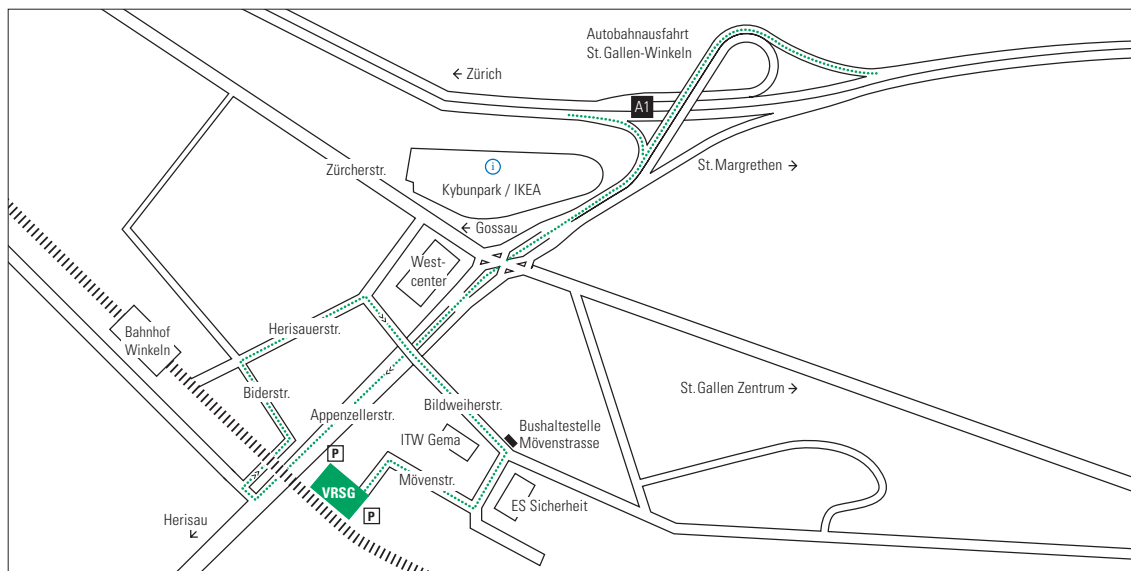 Autobahnausfahrt
St. Gallen-Winkeln
← Zürich
A1
Zürcherstr.
i
Kybunpark / IKEA
St. Margrethen →
← Gossau
West-
center
Bahnhof
Winkeln
Herisauerstr.
Biderstr.
Appenzellerstr.
Bildweiherstr.
St. Gallen Zentrum →
Bushaltestelle
Mövenstrasse
ITW Gema
P
VRSG
Mövenstr.
ES Sicherheit
P
Herisau
↙